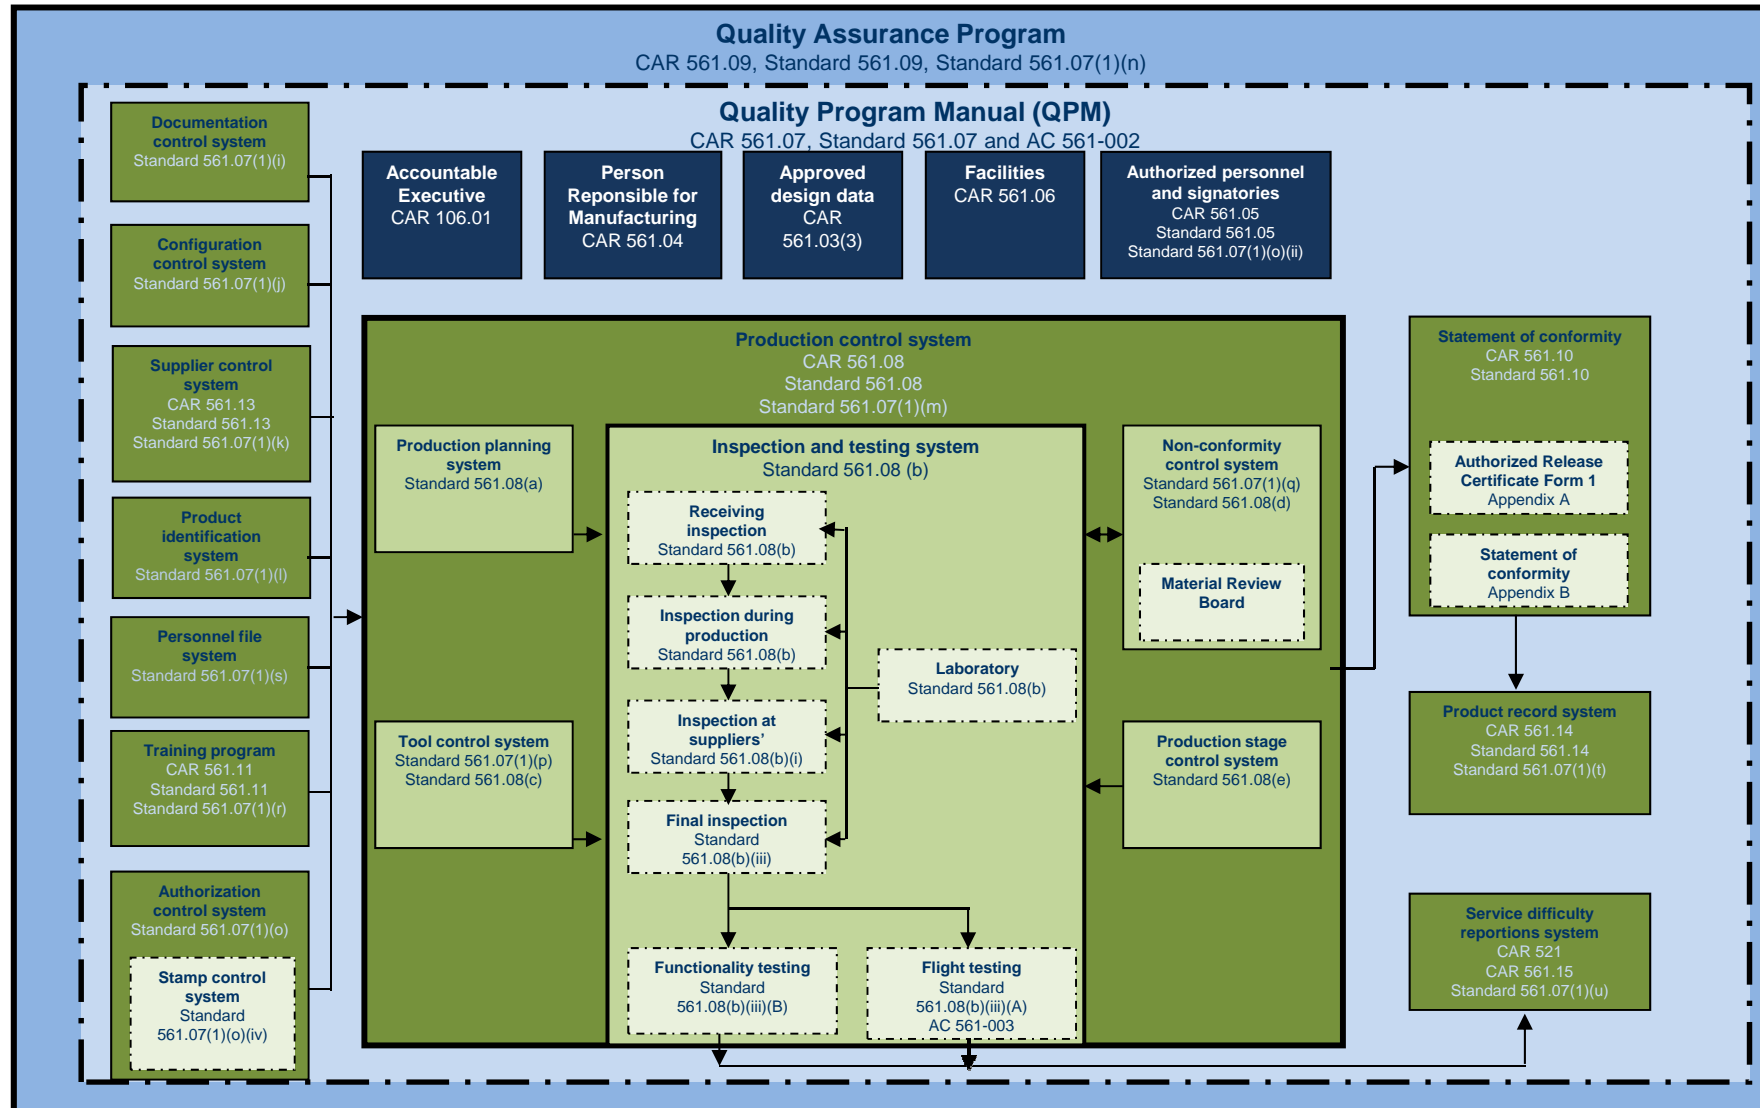 Quality Assurance Program
CAR 561.09, Standard 561.09, Standard 561.07(1)(n)
Quality Program Manual (QPM)
CAR 561.07, Standard 561.07 and AC 561-002
Documentation
control system
Standard 561.07(1)(i)
Configuration
control system
Standard 561.07(1)(j)
Supplier control
system
CAR 561.13
Standard 561.13
Standard 561.07(1)(k)
Product
identification
system
Standard 561.07(1)(l)
Personnel file
system
Standard 561.07(1)(s)
Training program
CAR 561.11
Standard 561.11
Standard 561.07(1)(r)
Authorization
control system
Standard 561.07(1)(o)
Stamp control
system
Standard
561.07(1)(o)(iv)
Accountable
Executive
CAR 106.01
Person
Reponsible for
Manufacturing
CAR 561.04
Approved
design data
CAR
561.03(3)
Facilities
CAR 561.06
Authorized personnel
and signatories
CAR 561.05
Standard 561.05
Standard 561.07(1)(o)(ii)
Production control system
CAR 561.08
Standard 561.08
Standard 561.07(1)(m)
Production planning
system
Standard 561.08(a)
Tool control system
Standard 561.07(1)(p)
Standard 561.08(c)
Inspection and testing system
Standard 561.08 (b)
Receiving
inspection
Standard 561.08(b)
Inspection during
production
Standard 561.08(b)
Inspection at
suppliers’
Standard 561.08(b)(i)
Final inspection
Standard
561.08(b)(iii)
Laboratory
Standard 561.08(b)
Functionality testing
Standard
561.08(b)(iii)(B)
Flight testing
Standard
561.08(b)(iii)(A)
AC 561-003
Non-conformity
control system
Standard 561.07(1)(q)
Standard 561.08(d)
Material Review
Board
Production stage
control system
Standard 561.08(e)
Statement of conformity
CAR 561.10
Standard 561.10
Authorized Release
Certificate Form 1
Appendix A
Statement of
conformity
Appendix B
Product record system
CAR 561.14
Standard 561.14
Standard 561.07(1)(t)
Service difficulty
reportions system
CAR 521
CAR 561.15
Standard 561.07(1)(u)